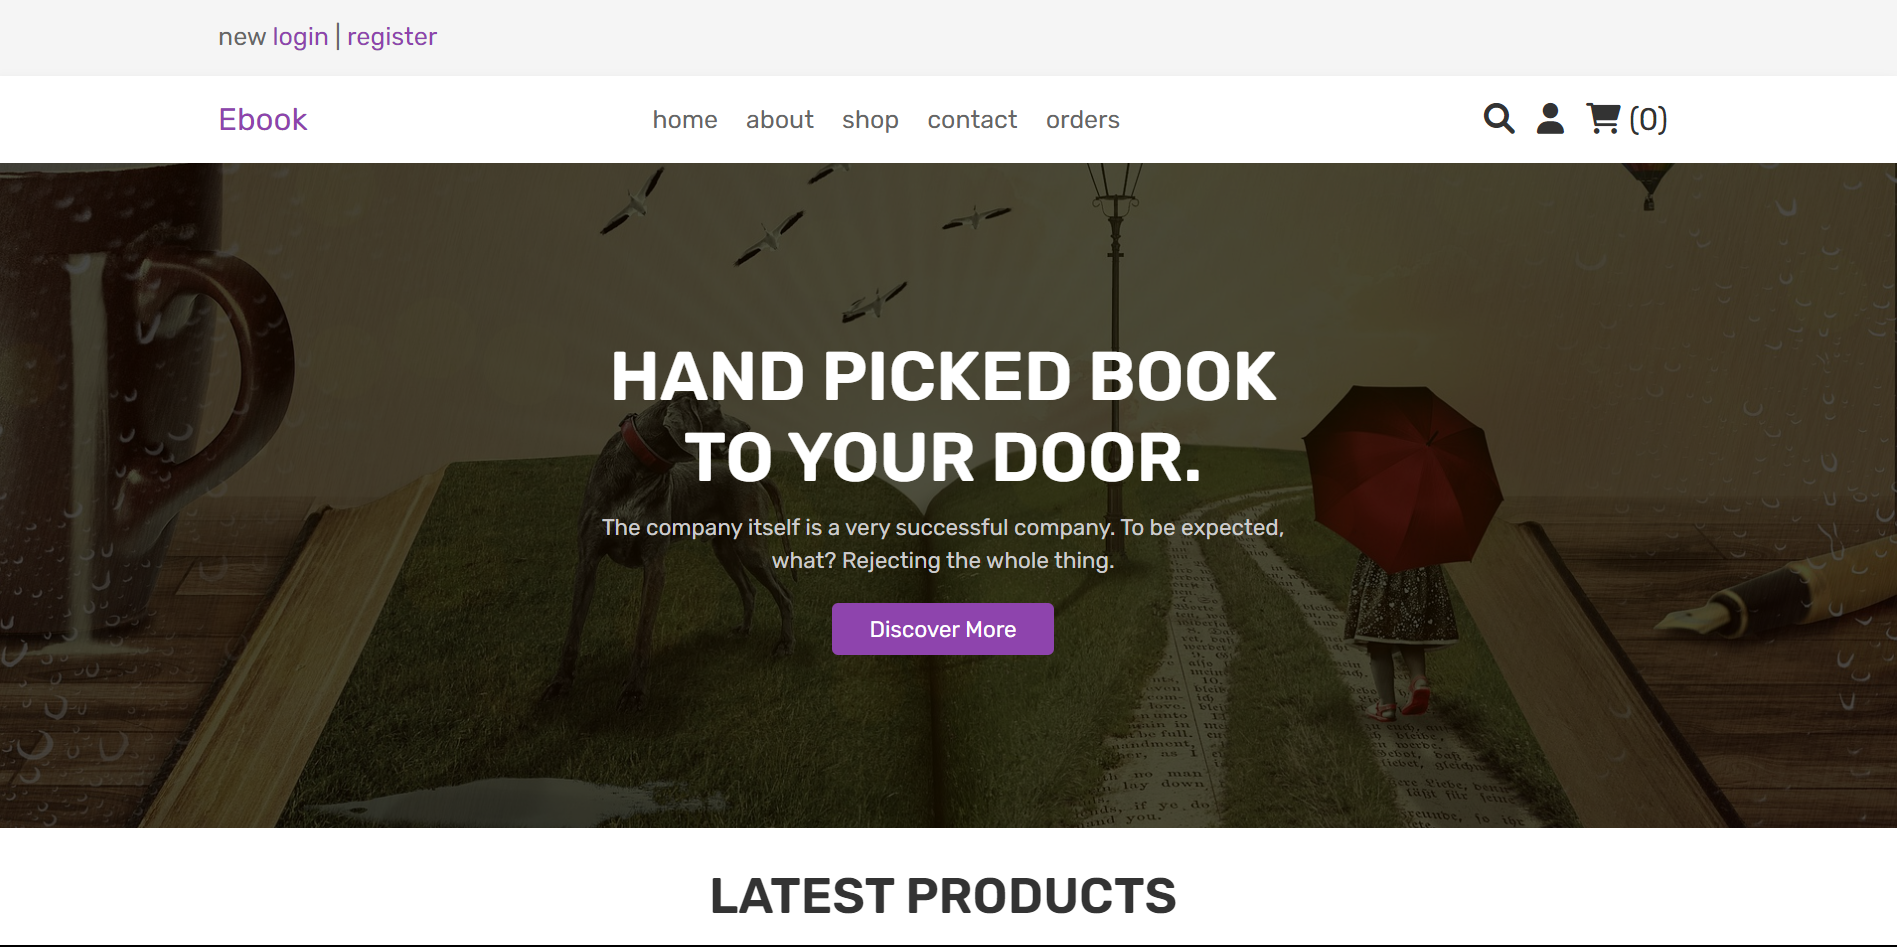 new login | register
Ebook home about shop contact orders (0)
HAND PICKED BOOK
TO YOUR DOOR.
The company itself is a very successful company. To be expected,
what? Rejecting the whole thing.
Discover More
LATEST PRODUCTS